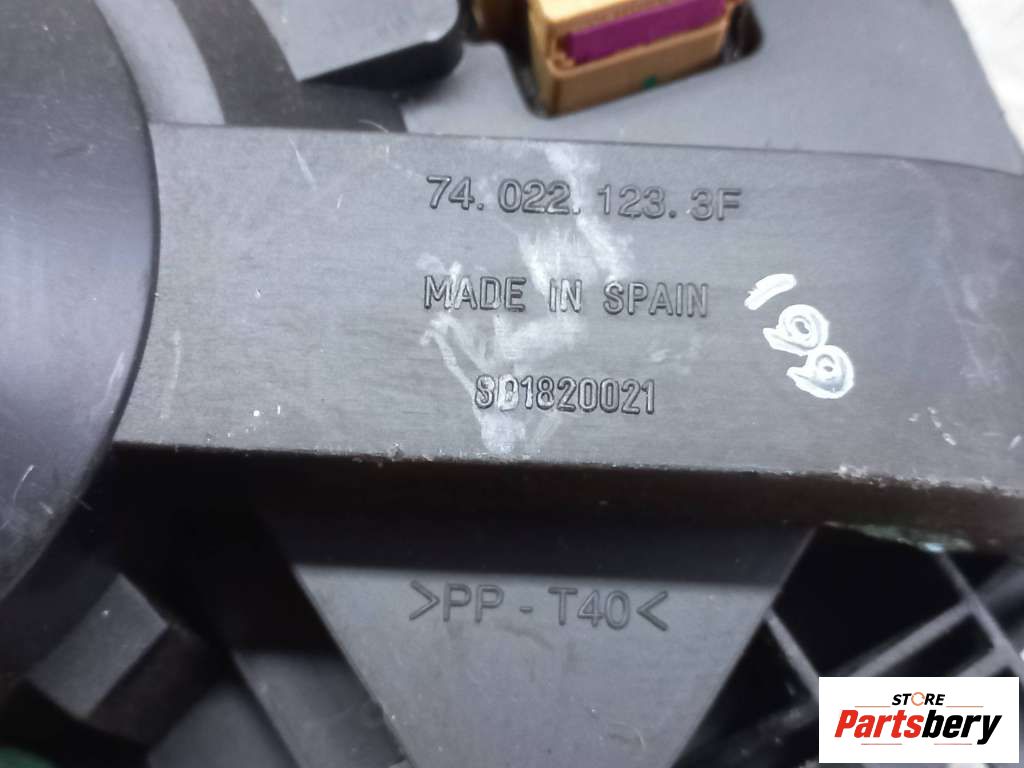 74.022.123.3F
MADE IN SPAIN
8D1820021
>PP-T40<
STORE
Partsbery